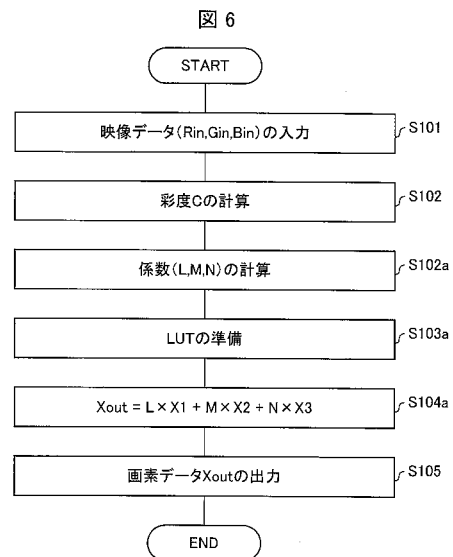 図 6
START
映像データ(Rin,Gin,Bin)の入力
S101
彩度Cの計算
S102
係数(L,M,N)の計算
S102a
LUTの準備
S103a
Xout = L×X1 + M×X2 + N×X3
S104a
画素データXoutの出力
S105
END